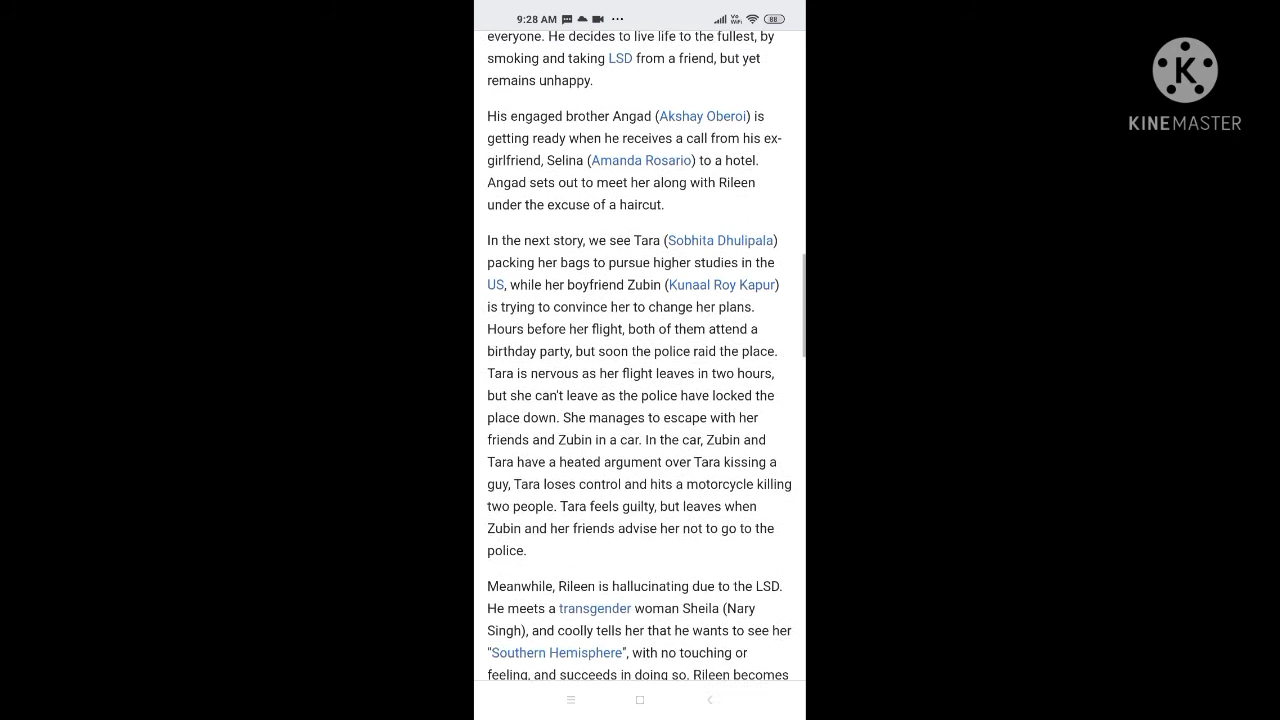 9:28 AM
Vo
WiFi
88
K
KINEMASTER
everyone. He decides to live life to the fullest, by
smoking and taking LSD from a friend, but yet
remains unhappy.
His engaged brother Angad (Akshay Oberoi) is
getting ready when he receives a call from his ex-
girlfriend, Selina (Amanda Rosario) to a hotel.
Angad sets out to meet her along with Rileen
under the excuse of a haircut.
In the next story, we see Tara (Sobhita Dhulipala)
packing her bags to pursue higher studies in the
US, while her boyfriend Zubin (Kunaal Roy Kapur)
is trying to convince her to change her plans.
Hours before her flight, both of them attend a
birthday party, but soon the police raid the place.
Tara is nervous as her flight leaves in two hours,
but she can't leave as the police have locked the
place down. She manages to escape with her
friends and Zubin in a car. In the car, Zubin and
Tara have a heated argument over Tara kissing a
guy, Tara loses control and hits a motorcycle killing
two people. Tara feels guilty, but leaves when
Zubin and her friends advise her not to go to the
police.
Meanwhile, Rileen is hallucinating due to the LSD.
He meets a transgender woman Sheila (Nary
Singh), and coolly tells her that he wants to see her
"Southern Hemisphere", with no touching or
feeling, and succeeds in doing so. Rileen becomes